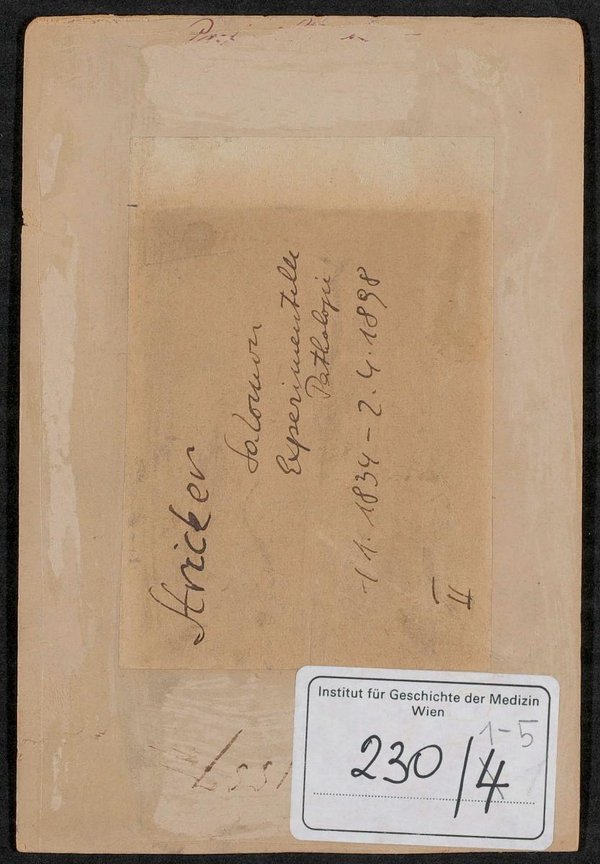 Stricker
Salomon
Experimentelle
Pathologie
1. 1834 – 2. 4. 1898
II
Institut für Geschichte der Medizin
Wien
1-5
230/4